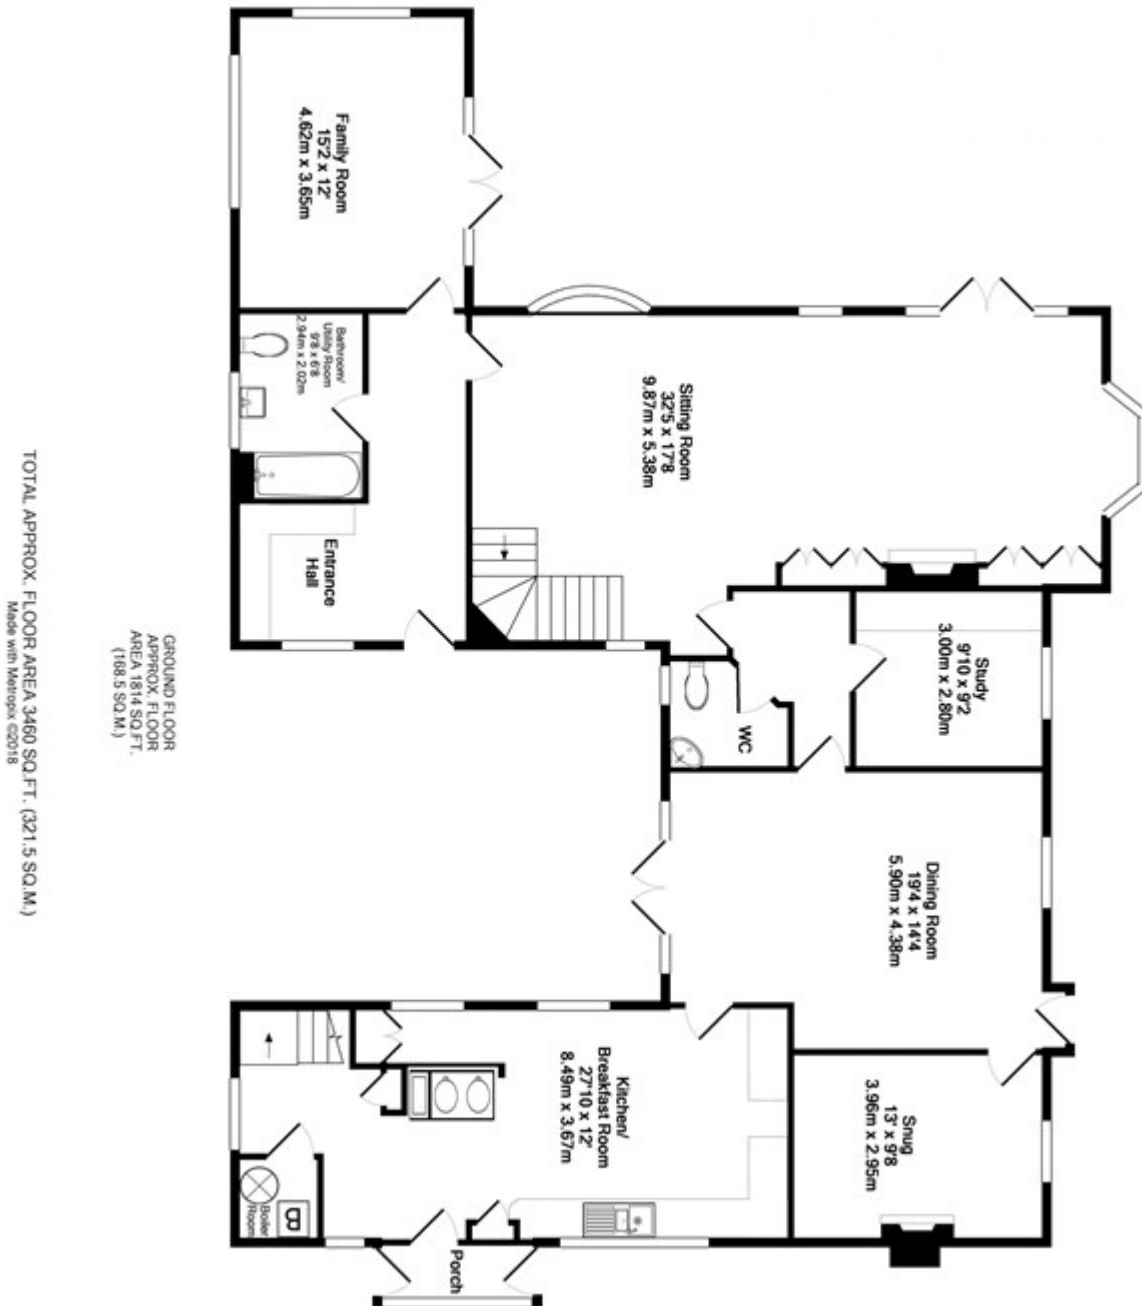 Family Room
15'2 x 12'
4.62m x 3.65m
Bathroom/
Utility Room
9'8 x 6'8
2.94m x 2.02m
Entrance
Hall
Sitting Room
32'5 x 17'8
9.87m x 5.38m
Study
9'10 x 9'2
3.00m x 2.80m
WC
Dining Room
19'4 x 14'4
5.90m x 4.38m
Snug
13' x 9'8
3.96m x 2.95m
Kitchen/
Breakfast Room
27'10 x 12'
8.49m x 3.67m
Boiler
Room
B
Porch
GROUND FLOOR
APPROX. FLOOR
AREA 1814 SQ.FT.
(168.5 SQ.M.)
TOTAL APPROX. FLOOR AREA 3460 SQ.FT. (321.5 SQ.M.)
Made with Metropix ©2018